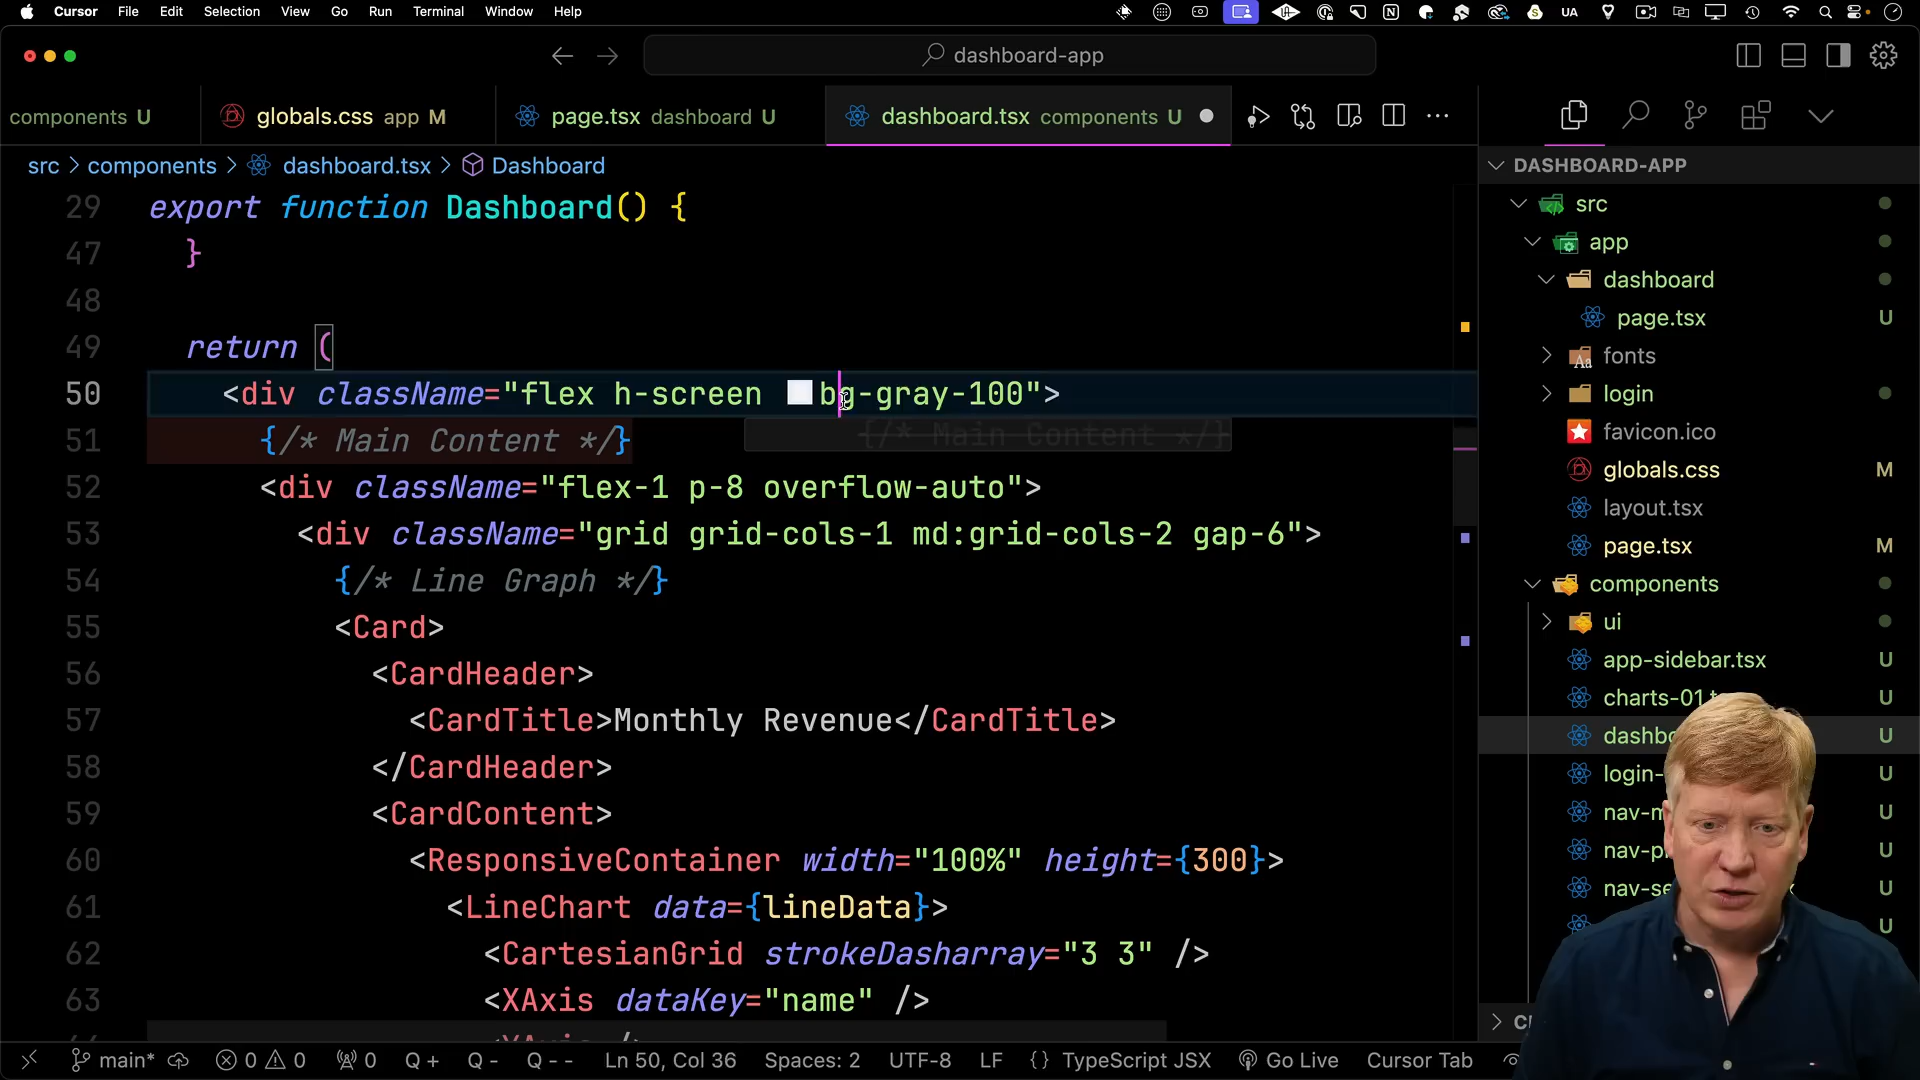 Cursor File Edit Selection View Go Run Terminal Window Help UA
dashboard-app
components U globals.css app M page.tsx dashboard U dashboard.tsx components U
src > components > dashboard.tsx > Dashboard
DASHBOARD-APP
29 export function Dashboard() {
47 }
48
49 return (
50 <div className="flex h-screen bg-gray-100">
51 {/* Main Content */} {/* Main Content */}
52 <div className="flex-1 p-8 overflow-auto">
53 <div className="grid grid-cols-1 md:grid-cols-2 gap-6">
54 {/* Line Graph */}
55 <Card>
56 <CardHeader>
57 <CardTitle>Monthly Revenue</CardTitle>
58 </CardHeader>
59 <CardContent>
60 <ResponsiveContainer width="100%" height={300}>
61 <LineChart data={lineData}>
62 <CartesianGrid strokeDasharray="3 3" />
63 <XAxis dataKey="name" />
src
app
dashboard
page.tsx U
fonts
login
favicon.ico
globals.css M
layout.tsx
page.tsx M
components
ui
app-sidebar.tsx U
charts-01 U
dashbo U
login- U
nav-m U
nav-p U
nav-se U
U
main* 0 0 0 Q + Q - Q -- Ln 50, Col 36 Spaces: 2 UTF-8 LF {} TypeScript JSX Go Live Cursor Tab